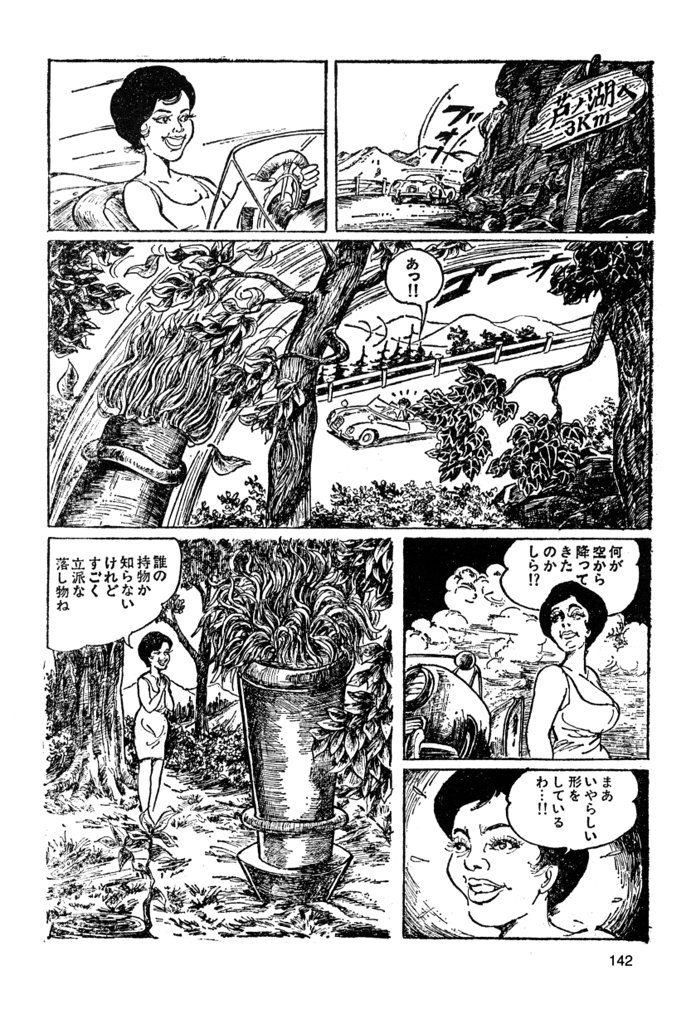 芦ノ湖へ
3Km
ブオーッ
あっ!!
ゴーオー
何が
空から
降って
きた
のか
しら!?
誰の
持物か
知らない
けれど
すごく
立派な
落し物ね
まあ
いやらしい
形を
している
わ…!!
142